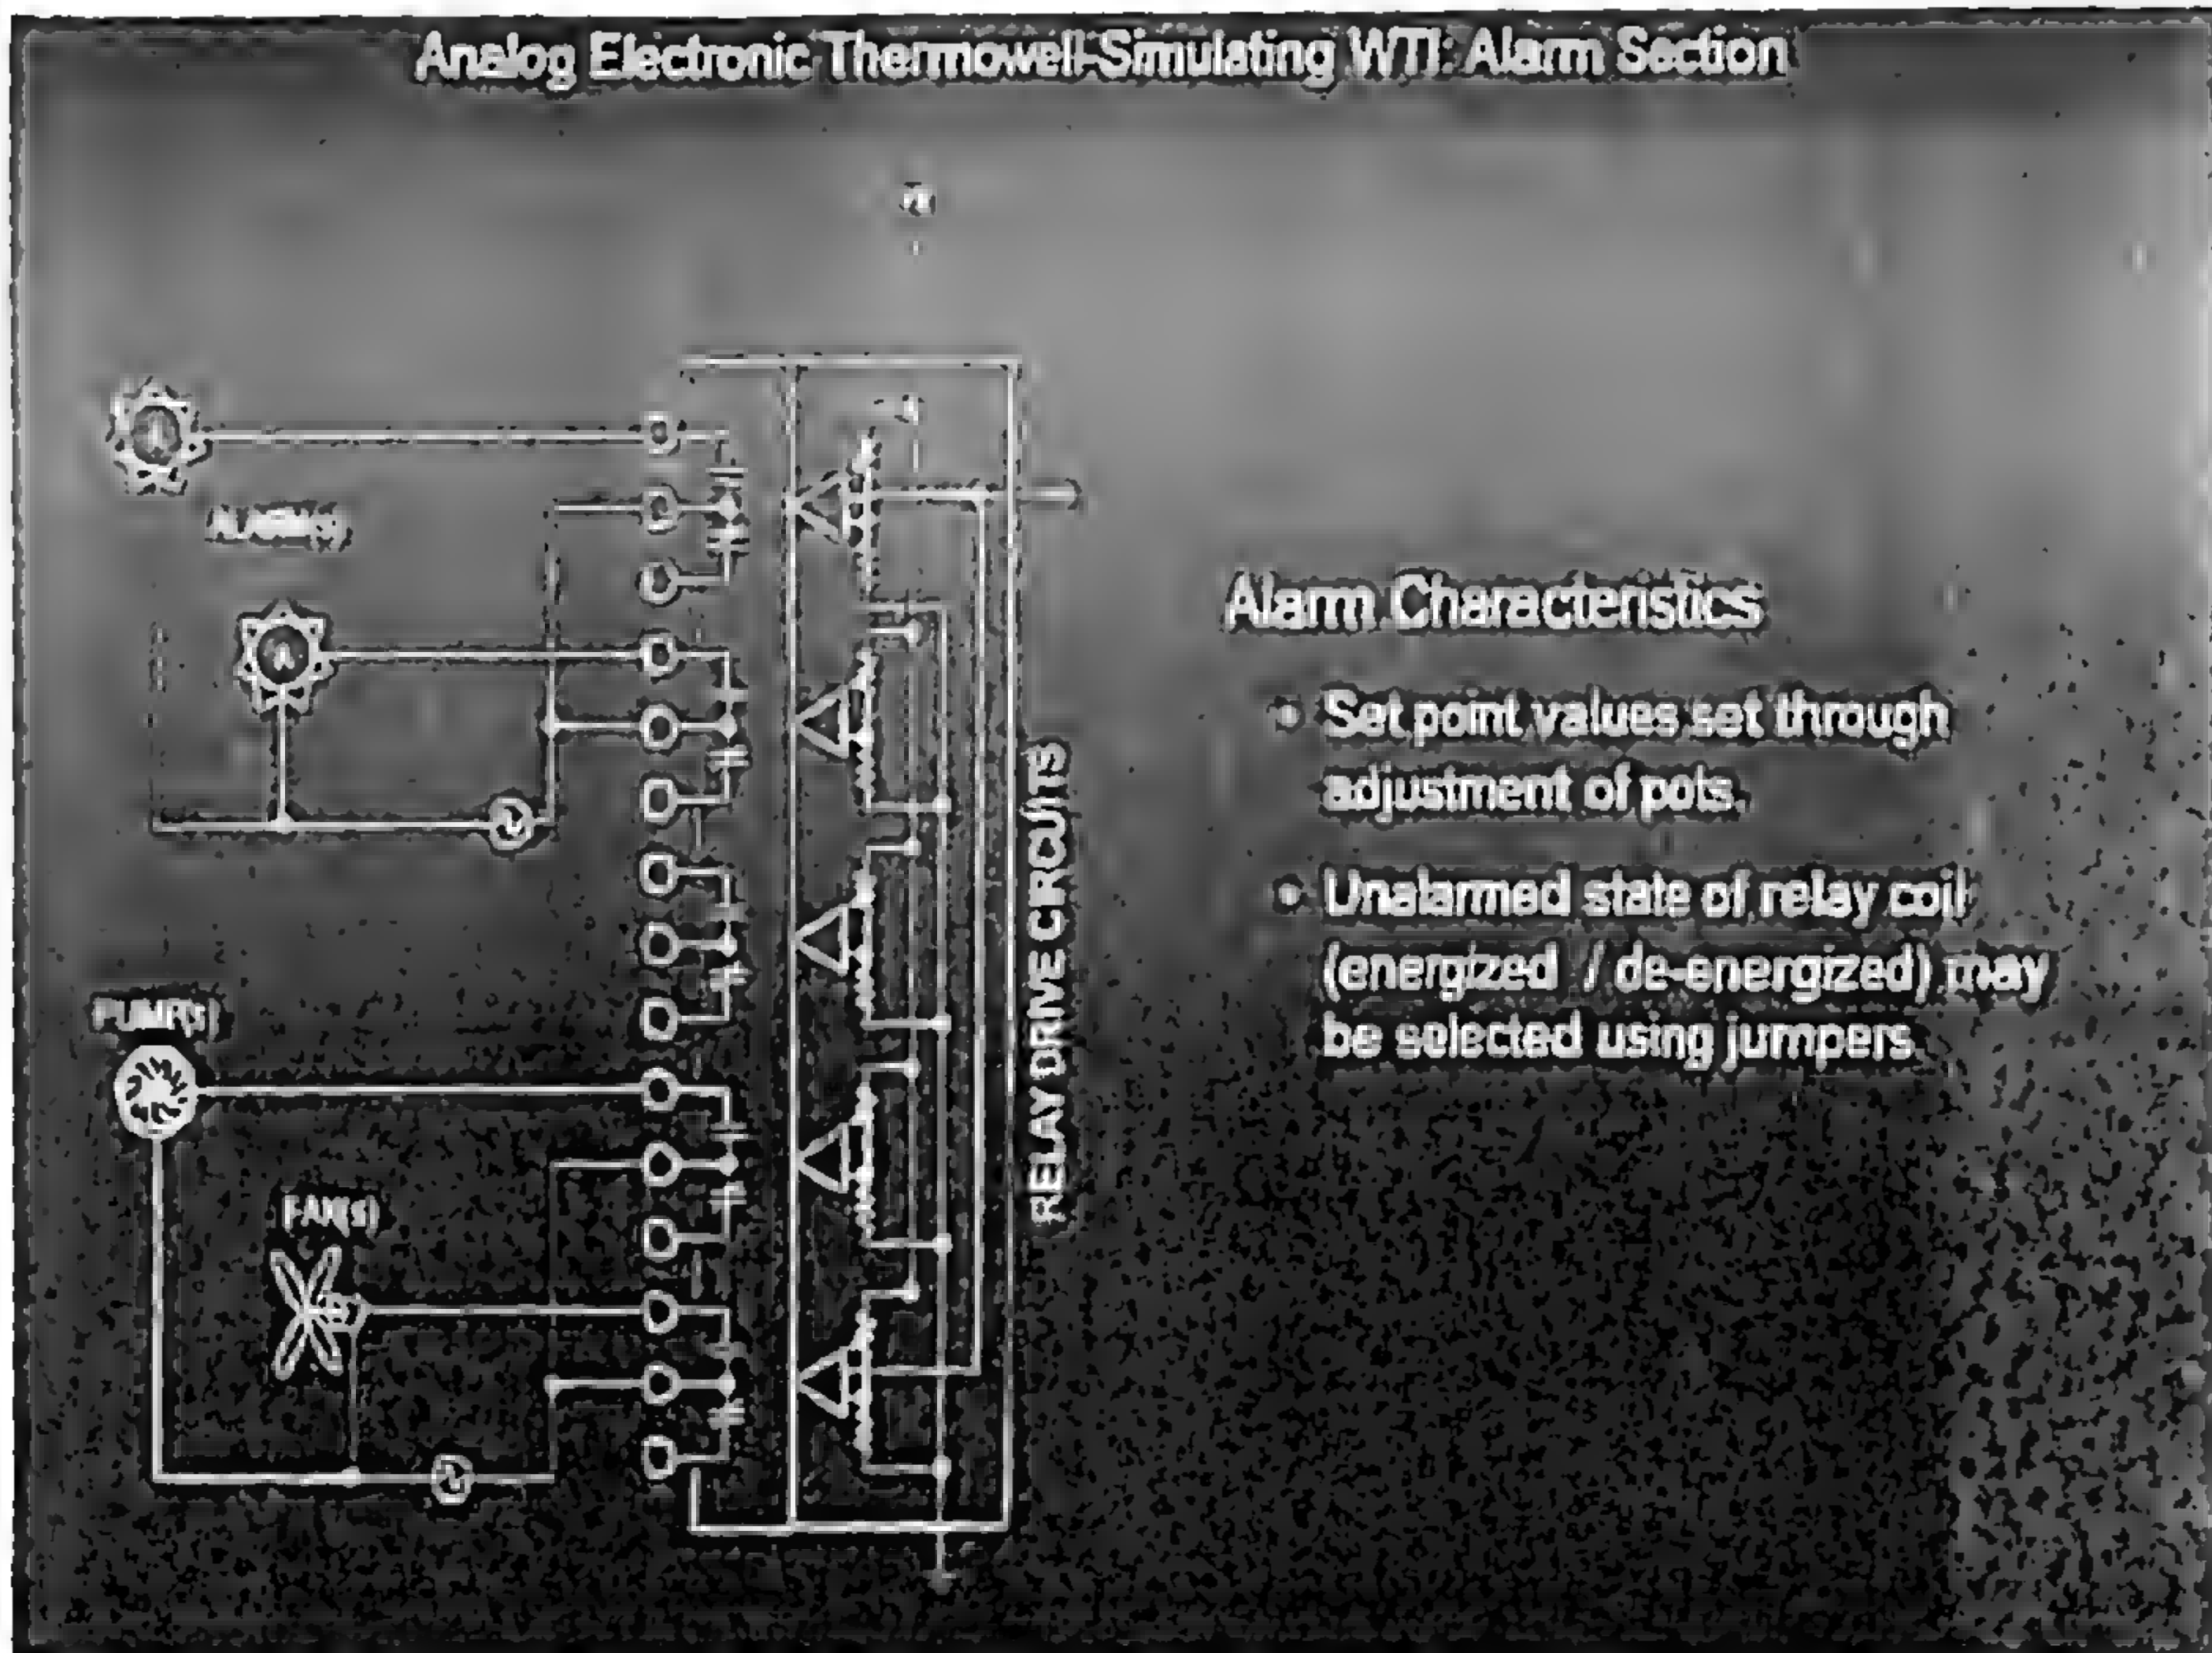 Analog Electronic Thermowell-Simulating WTI: Alarm Section
ALARM(S)
Alarm Characteristics
• Set point values set through
adjustment of pots.
• Unalarmed state of relay coil
(energized / de-energized) may
be selected using jumpers.
RELAY DRIVE CIRCUITS
PUMP(S)
FAN(S)